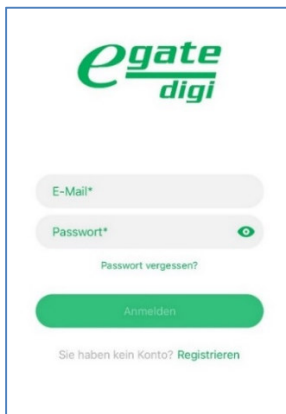 egate
digi
E-Mail*
Passwort*
Passwort vergessen?
Anmelden
Sie haben kein Konto? Registrieren